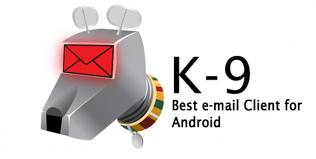 K-9
Best e-mail Client for
Android